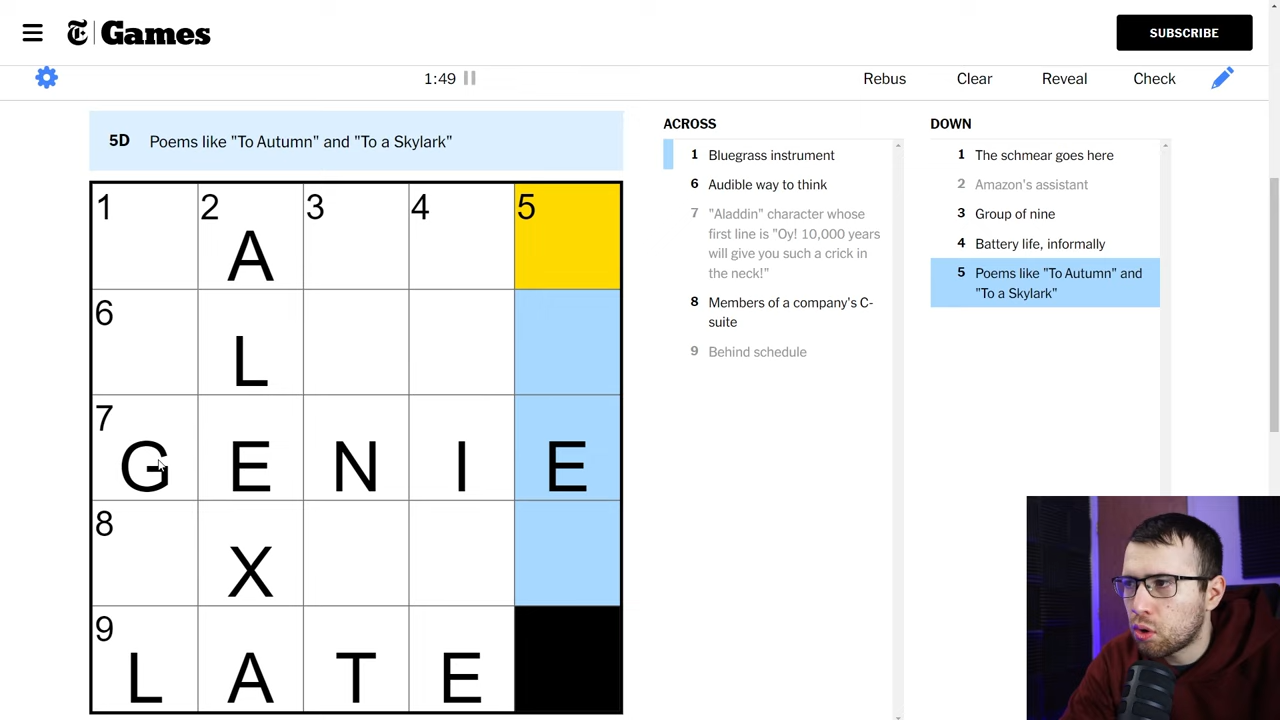 Games
SUBSCRIBE
1:49
Rebus
Clear
Reveal
Check
5D Poems like "To Autumn" and "To a Skylark"
1 2 3 4 5
A
6
L
7
G E N I E
8
X
9
L A T E
ACROSS
1 Bluegrass instrument
6 Audible way to think
7 "Aladdin" character whose
first line is "Oy! 10,000 years
will give you such a crick in
the neck!"
8 Members of a company's C-
suite
9 Behind schedule
DOWN
1 The schmear goes here
2 Amazon's assistant
3 Group of nine
4 Battery life, informally
5 Poems like "To Autumn" and
"To a Skylark"